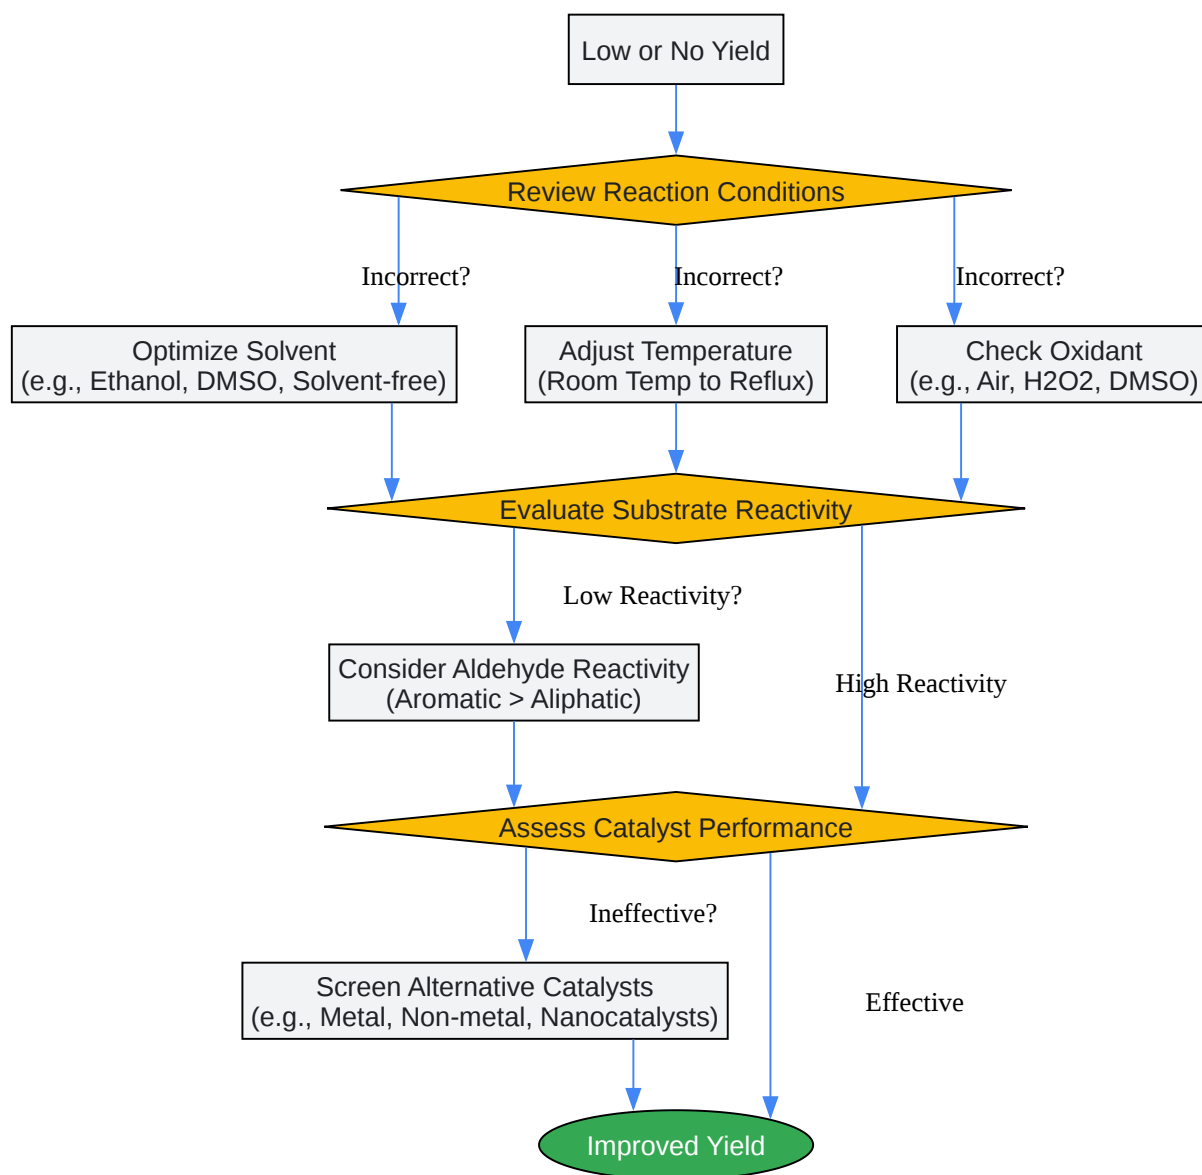 Low or No Yield
Review Reaction Conditions
Incorrect?
Incorrect?
Incorrect?
Optimize Solvent
(e.g., Ethanol, DMSO, Solvent-free)
Adjust Temperature
(Room Temp to Reflux)
Check Oxidant
(e.g., Air, H2O2, DMSO)
Evaluate Substrate Reactivity
Low Reactivity?
Consider Aldehyde Reactivity
(Aromatic > Aliphatic)
High Reactivity
Assess Catalyst Performance
Ineffective?
Screen Alternative Catalysts
(e.g., Metal, Non-metal, Nanocatalysts)
Effective
Improved Yield